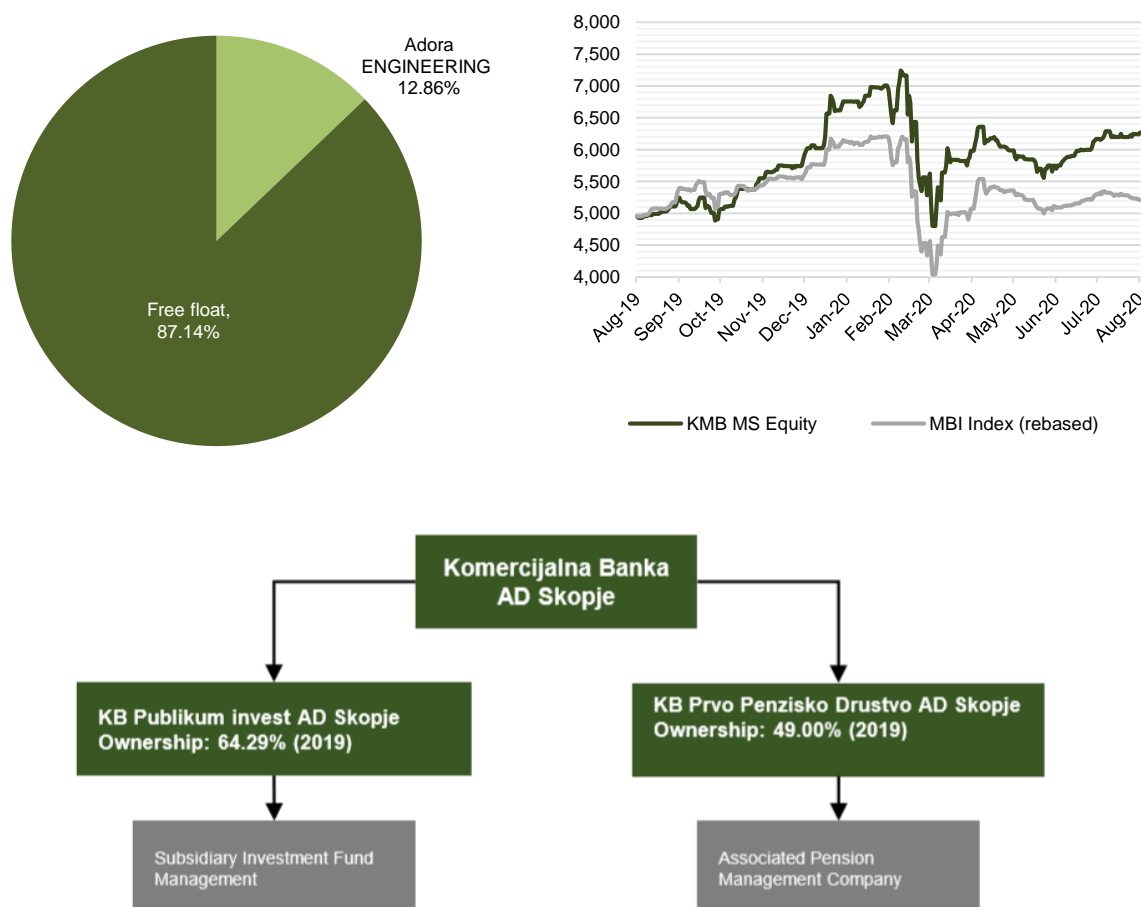 Adora
ENGINEERING
12.86%
Free float,
87.14%
8,000
7,500
7,000
6,500
6,000
5,500
5,000
4,500
4,000
Aug-19
Sep-19
Oct-19
Nov-19
Dec-19
Jan-20
Feb-20
Mar-20
Apr-20
May-20
Jun-20
Jul-20
Aug-20
KMB MS Equity
MBI Index (rebased)
Komercijalna Banka
AD Skopje
KB Publikum invest AD Skopje
Ownership: 64.29% (2019)
KB Prvo Penzisko Drustvo AD Skopje
Ownership: 49.00% (2019)
Subsidiary Investment Fund
Management
Associated Pension
Management Company